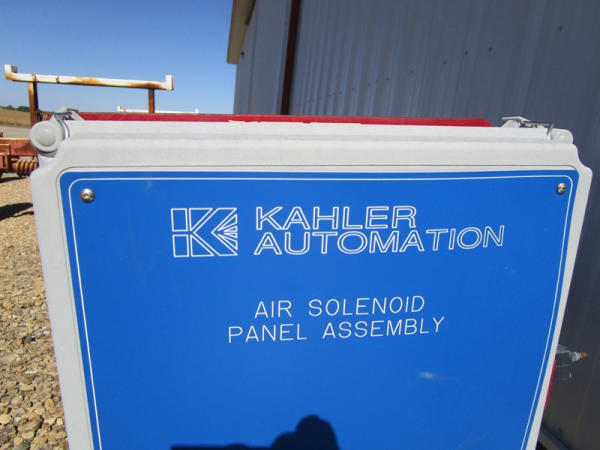 KAHLER
AUTOMATION
AIR SOLENOID
PANEL ASSEMBLY